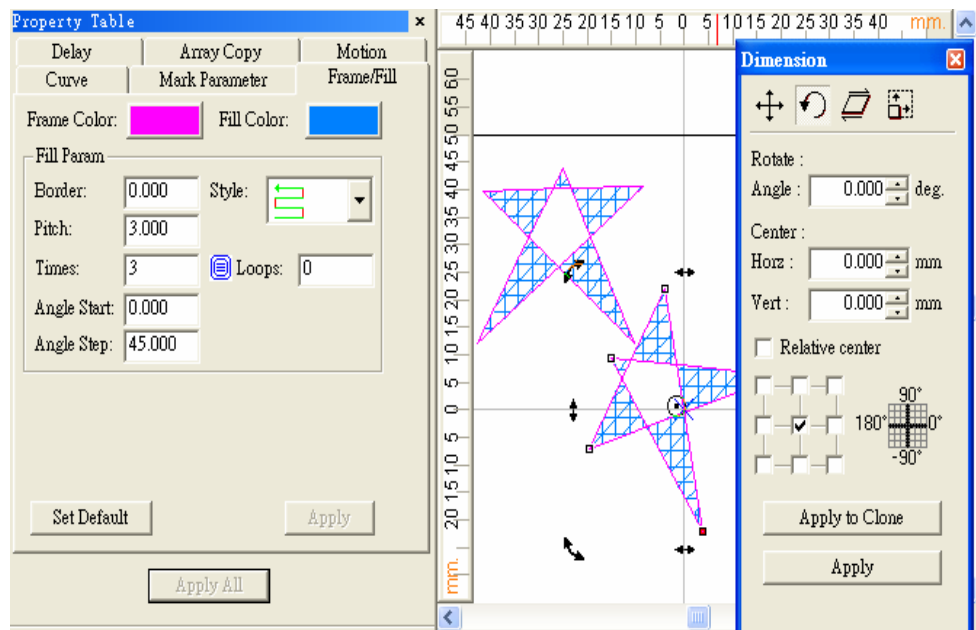 Property Table
Delay Array Copy Motion
Curve Mark Parameter Frame/Fill
Frame Color: Fill Color:
Fill Param
Border: 0.000 Style:
Pitch: 3.000
Times: 3 Loops: 0
Angle Start: 0.000
Angle Step: 45.000
Set Default Apply
Apply All
45 40 35 30 25 20 15 10 5 0 5 10 15 20 25 30 35 40 mm.
60 55 50 45 40 35 30 25 20 15 10 5 0 5 10 15 20 mm.
Dimension
Rotate :
Angle : 0.000 deg.
Center :
Horz : 0.000 mm
Vert : 0.000 mm
Relative center
90°
180° 0°
-90°
Apply to Clone
Apply